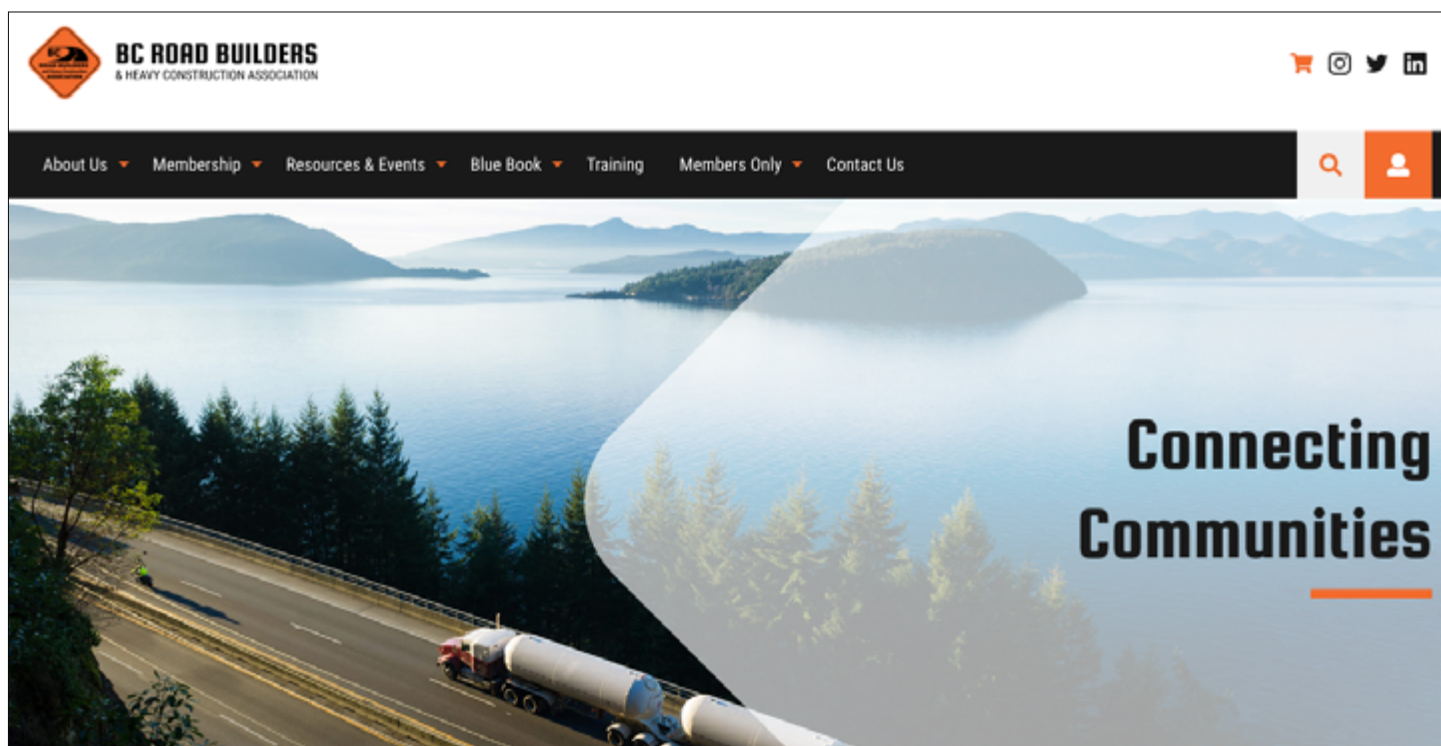 BC ROAD BUILDERS
& HEAVY CONSTRUCTION ASSOCIATION
About Us
Membership
Resources & Events
Blue Book
Training
Members Only
Contact Us
Connecting
Communities